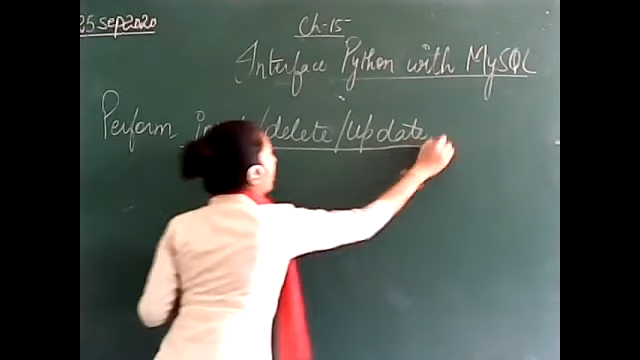 25 Sep 2020
Ch-15
Interface Python with MySQL
Perform /delete/update